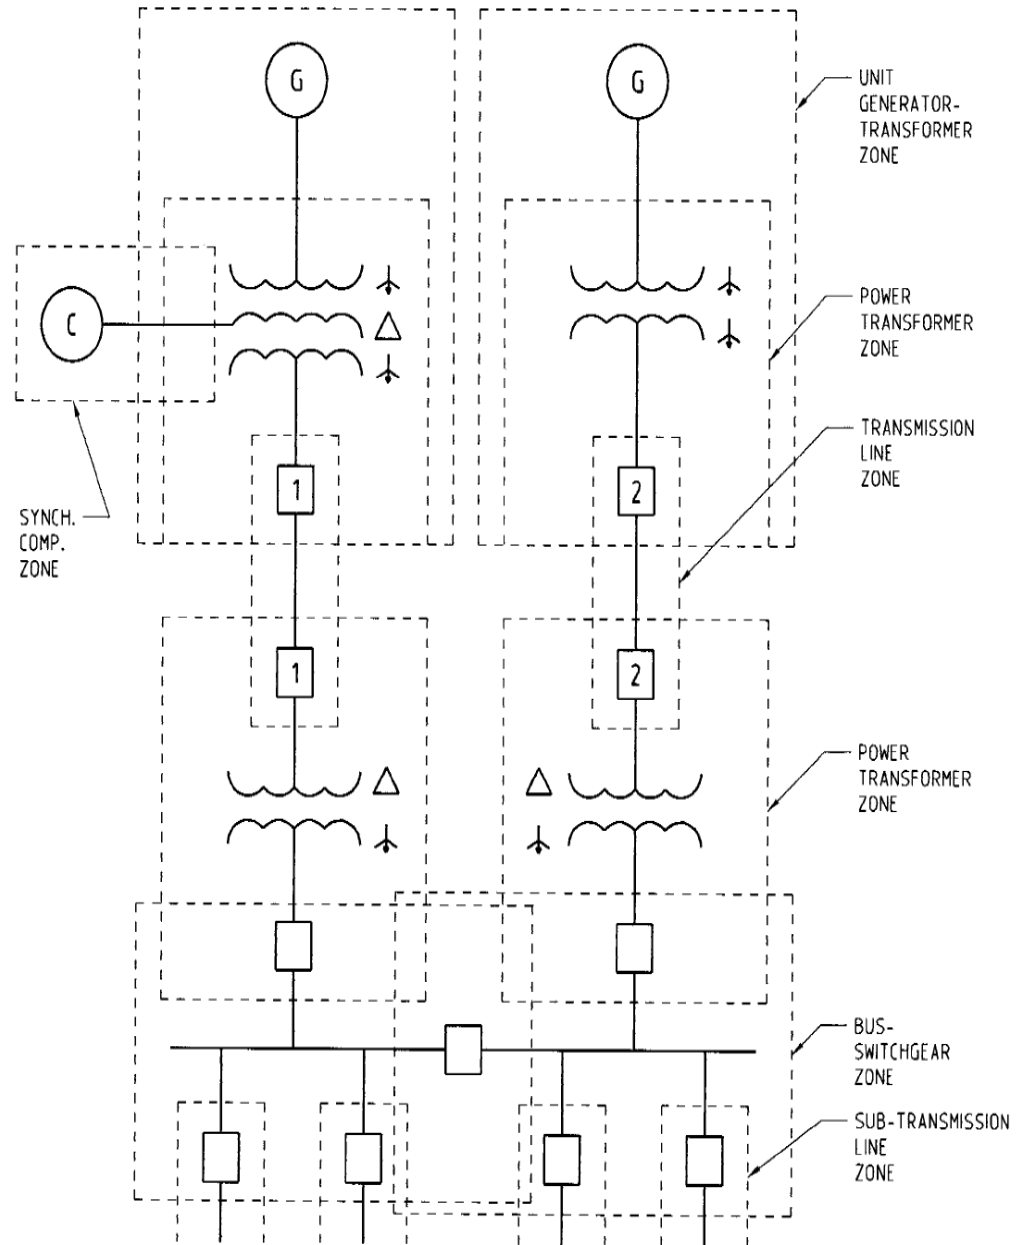 G
G
UNIT
GENERATOR-
TRANSFORMER
ZONE
C
POWER
TRANSFORMER
ZONE
TRANSMISSION
LINE
ZONE
1
2
SYNCH.
COMP.
ZONE
1
2
POWER
TRANSFORMER
ZONE
BUS-
SWITCHGEAR
ZONE
SUB-TRANSMISSION
LINE
ZONE